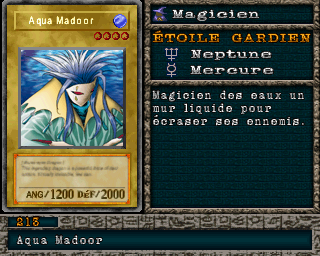 Aqua Madoor
ANG/1200 DÉF/2000
Magicien
ÉTOILE GARDIEN
Neptune
Mercure
Magicien des eaux un
mur liquide pour
écraser ses ennemis.
213
Aqua Madoor